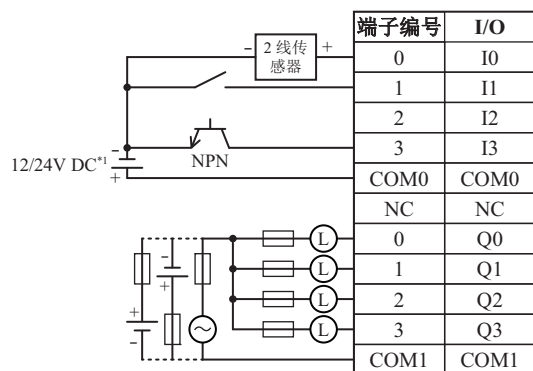 端子编号 I/O
- 2 线传感器 +
0 I0
1 I1
2 I2
3 I3
NPN
-
12/24V DC*1
+
COM0 COM0
NC NC
0 Q0
L
1 Q1
L
2 Q2
L
3 Q3
L
-
+
+
-
COM1 COM1